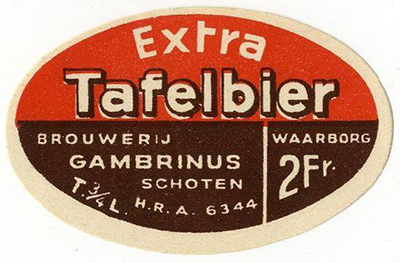 Extra
Tafelbier
BROUWERIJ
GAMBRINUS
SCHOTEN
T. 3/4 L. H.R.A. 6344
WAARBORG
2Fr.